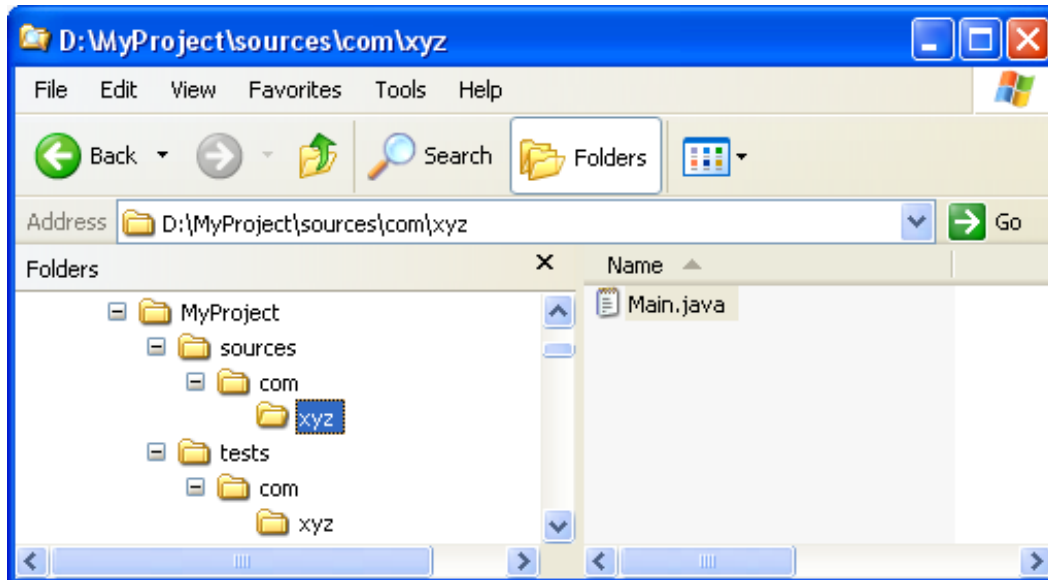 D:\MyProject\sources\com\xyz
File Edit View Favorites Tools Help
Back Search Folders
Address D:\MyProject\sources\com\xyz Go
Folders
MyProject
sources
com
xyz
tests
com
xyz
Name
Main.java